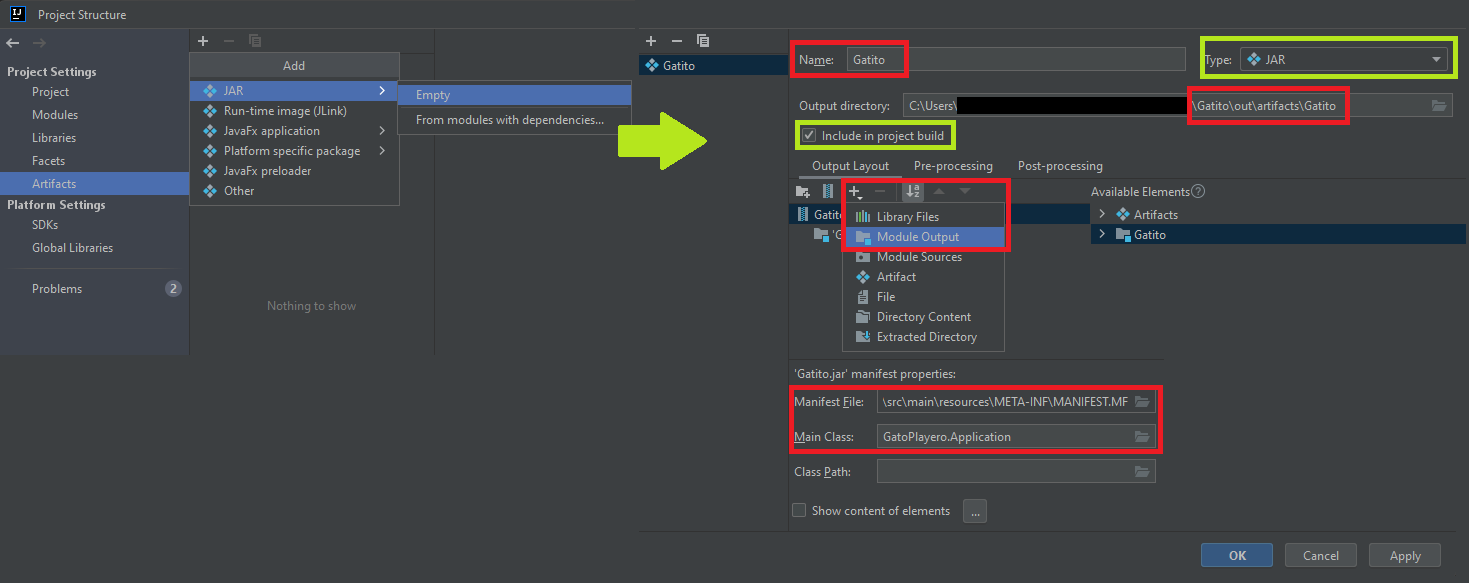 Project Structure
Project Settings
Project
Modules
Libraries
Facets
Artifacts
Platform Settings
SDKs
Global Libraries
Problems
2
Add
JAR
Run-time image (JLink)
JavaFx application
Platform specific package
JavaFx preloader
Other
Empty
From modules with dependencies...
Nothing to show
Gatito
Name: Gatito
Type: JAR
Output directory: C:\Users\ \Gatito\out\artifacts\Gatito
Include in project build
Output Layout Pre-processing Post-processing
Available Elements
Library Files
Module Output
Module Sources
Artifact
File
Directory Content
Extracted Directory
Artifacts
Gatito
'Gatito.jar' manifest properties:
Manifest File: \src\main\resources\META-INF\MANIFEST.MF
Main Class: GatoPlayero.Application
Class Path:
Show content of elements ...
OK Cancel Apply